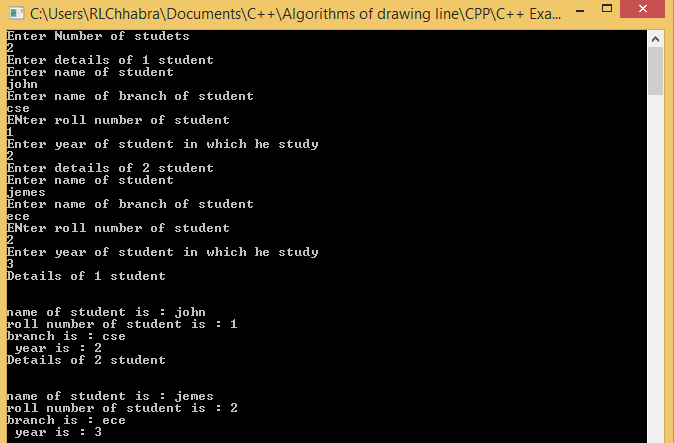 C:\Users\RLChhabra\Documents\C++\Algorithms of drawing line\CPP\C++ Exa...
Enter Number of studets
2
Enter details of 1 student
Enter name of student
john
Enter name of branch of student
cse
ENter roll number of student
1
Enter year of student in which he study
2
Enter details of 2 student
Enter name of student
jemes
Enter name of branch of student
ece
ENter roll number of student
2
Enter year of student in which he study
3
Details of 1 student
name of student is : john
roll number of student is : 1
branch is : cse
year is : 2
Details of 2 student
name of student is : jemes
roll number of student is : 2
branch is : ece
year is : 3